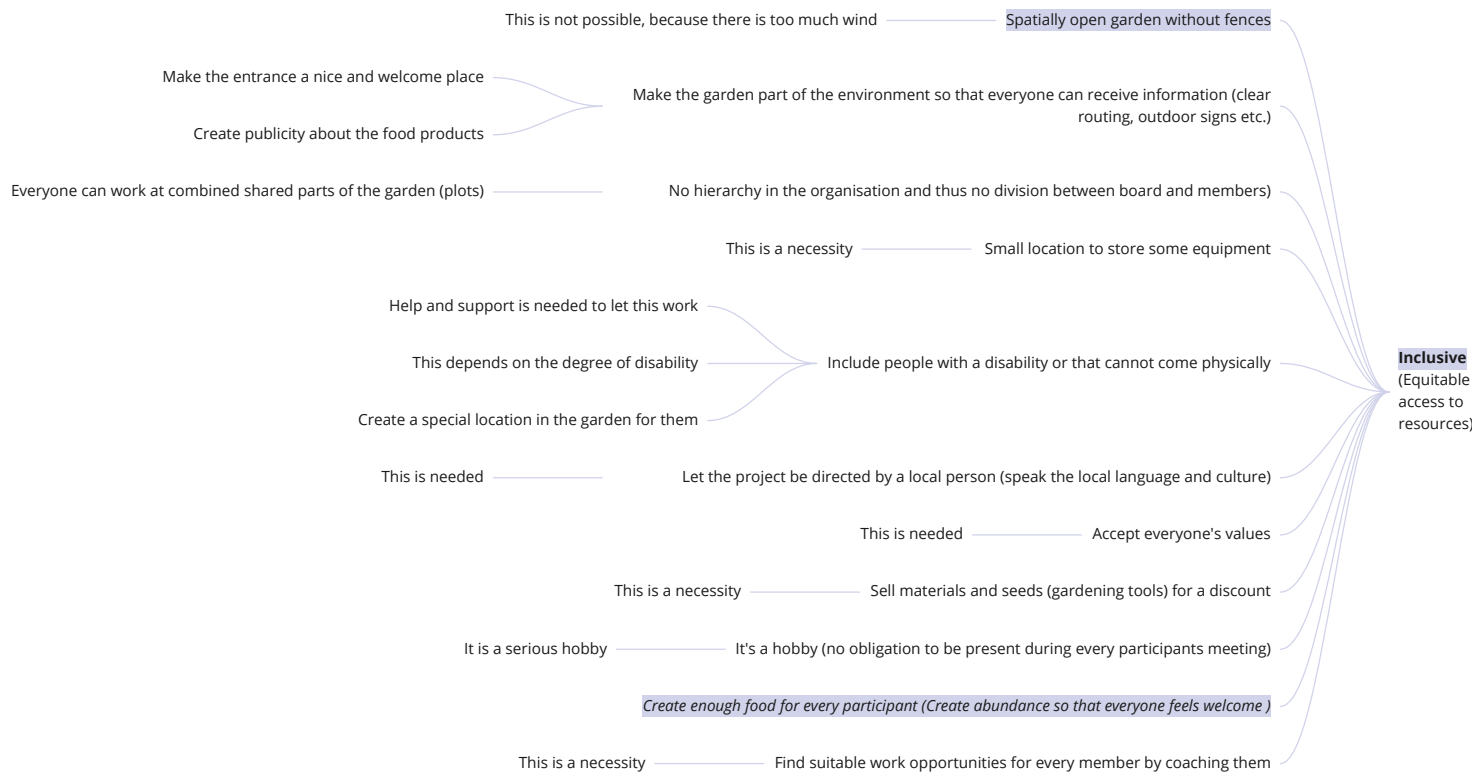 This is not possible, because there is too much wind
Spatially open garden without fences
Make the entrance a nice and welcome place
Create publicity about the food products
Make the garden part of the environment so that everyone can receive information (clear
routing, outdoor signs etc.)
Everyone can work at combined shared parts of the garden (plots)
No hierarchy in the organisation and thus no division between board and members)
This is a necessity
Small location to store some equipment
Help and support is needed to let this work
This depends on the degree of disability
Create a special location in the garden for them
Include people with a disability or that cannot come physically
Inclusive
(Equitable
access to
resources)
This is needed
Let the project be directed by a local person (speak the local language and culture)
This is needed
Accept everyone's values
This is a necessity
Sell materials and seeds (gardening tools) for a discount
It is a serious hobby
It's a hobby (no obligation to be present during every participants meeting)
Create enough food for every participant (Create abundance so that everyone feels welcome )
This is a necessity
Find suitable work opportunities for every member by coaching them